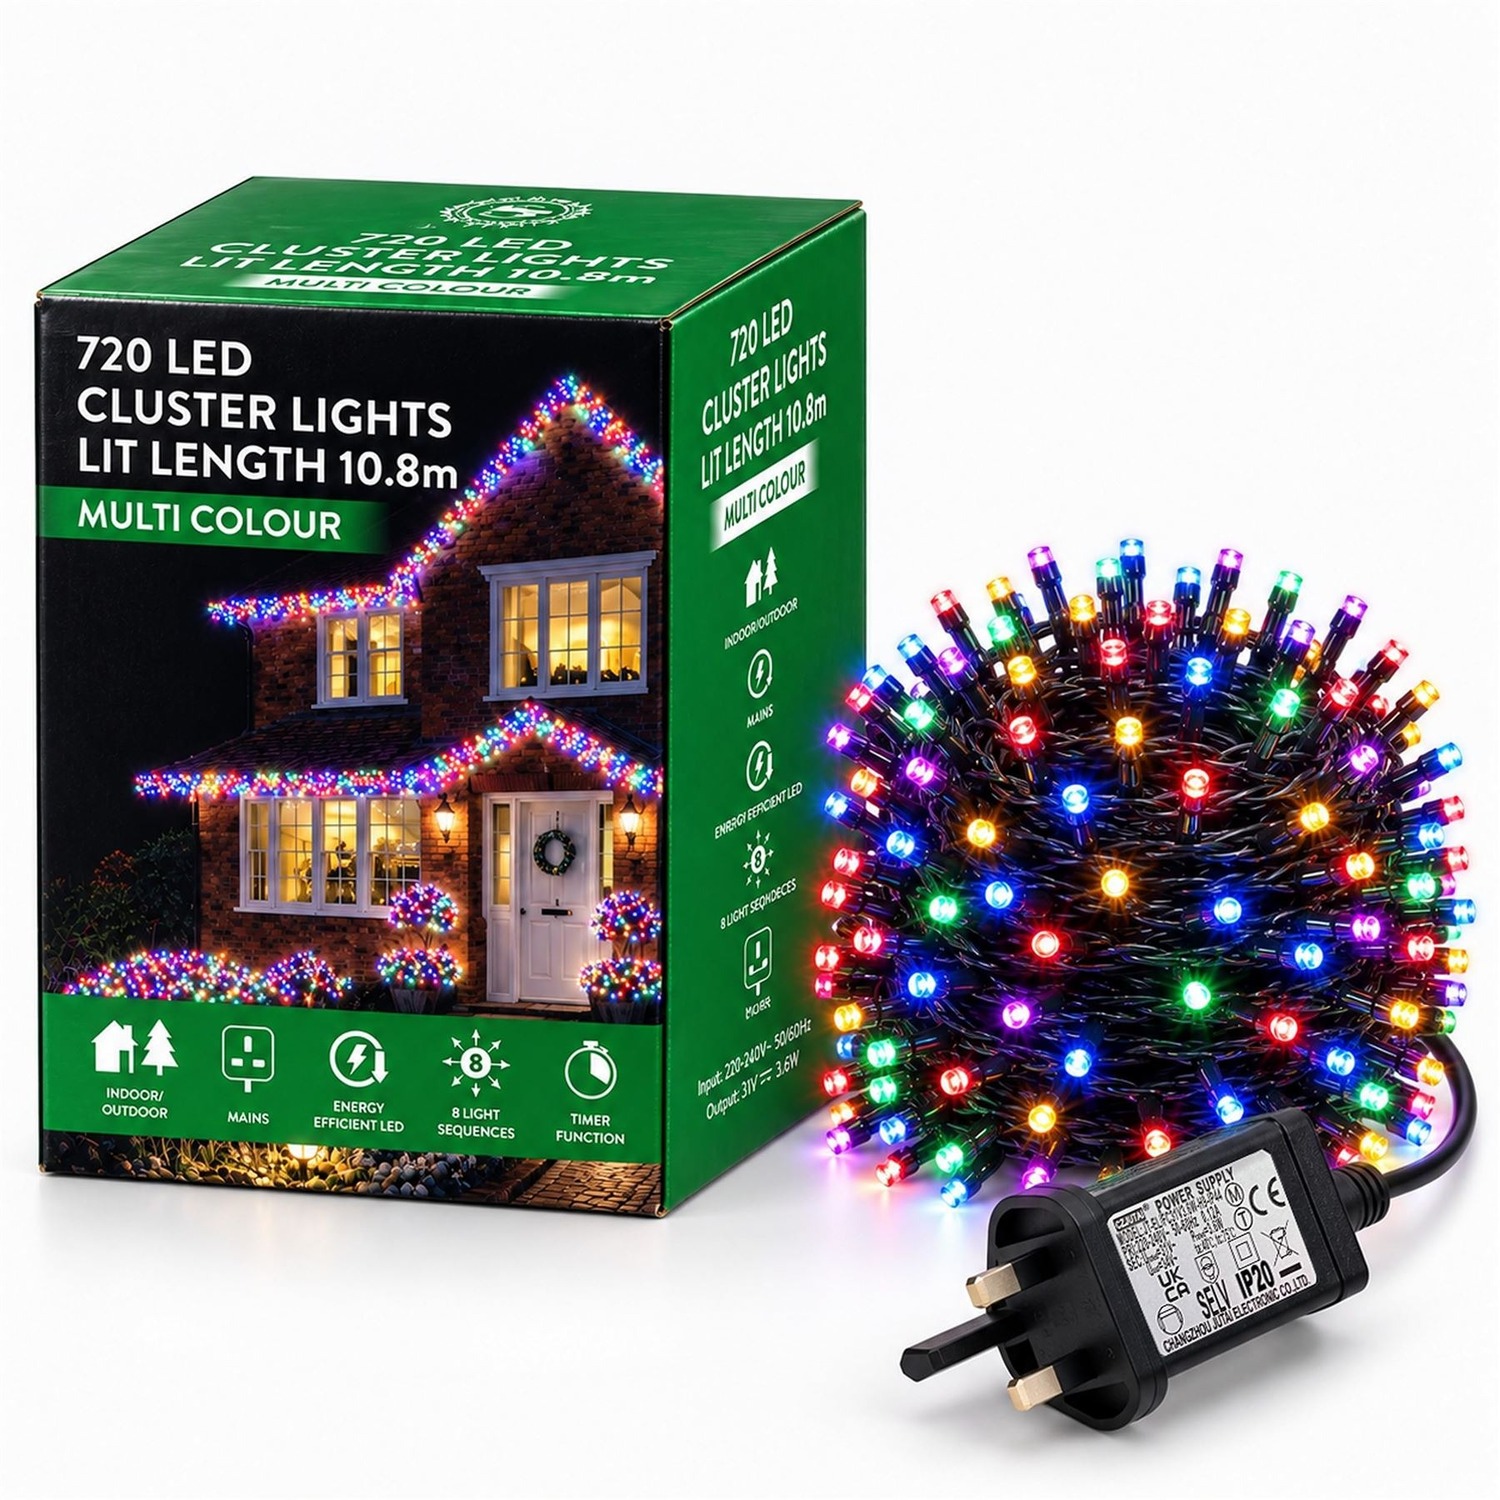 720 LED
CLUSTER LIGHTS
LIT LENGTH 10.8m
MULTI COLOUR
720 LED
CLUSTER LIGHTS
LIT LENGTH 10.8m
MULTI COLOUR
INDOOR/
OUTDOOR
MAINS
ENERGY
EFFICIENT LED
8
8 LIGHT
SEQUENCES
TIMER
FUNCTION
720 LED
CLUSTER LIGHTS
LIT LENGTH 10.8m
MULTI COLOUR
INDOOR/OUTDOOR
MAINS
ENERGY EFFICIENT LED
8
8 LIGHT
Input: 220-240V~ 50/60Hz
Output: 31V 3.6W
POWER SUPPLY
CE
UK
CA
SELV
IP20
CHANGZHOU JUTAI ELECTRONIC CO.,LTD.